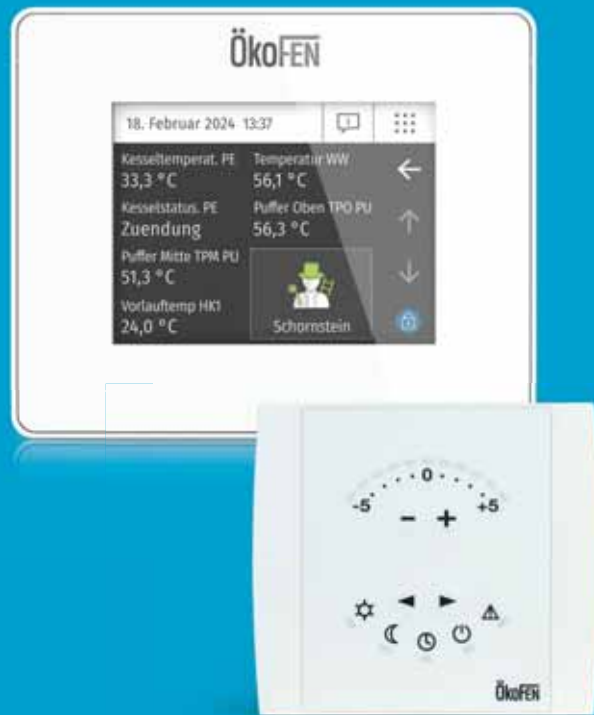 ÖkoFEN
18. Februar 2024 13:37
Kesseltemperat. PE
33,3 °C
Temperatur WW
56,1 °C
Kesselstatus. PE
Zuendung
Puffer Oben TPO PU
56,3 °C
Puffer Mitte TPM PU
51,3 °C
Vorlauftemp HK1
24,0 °C
Schornstein
0
-5 +5
- +
ÖkoFEN